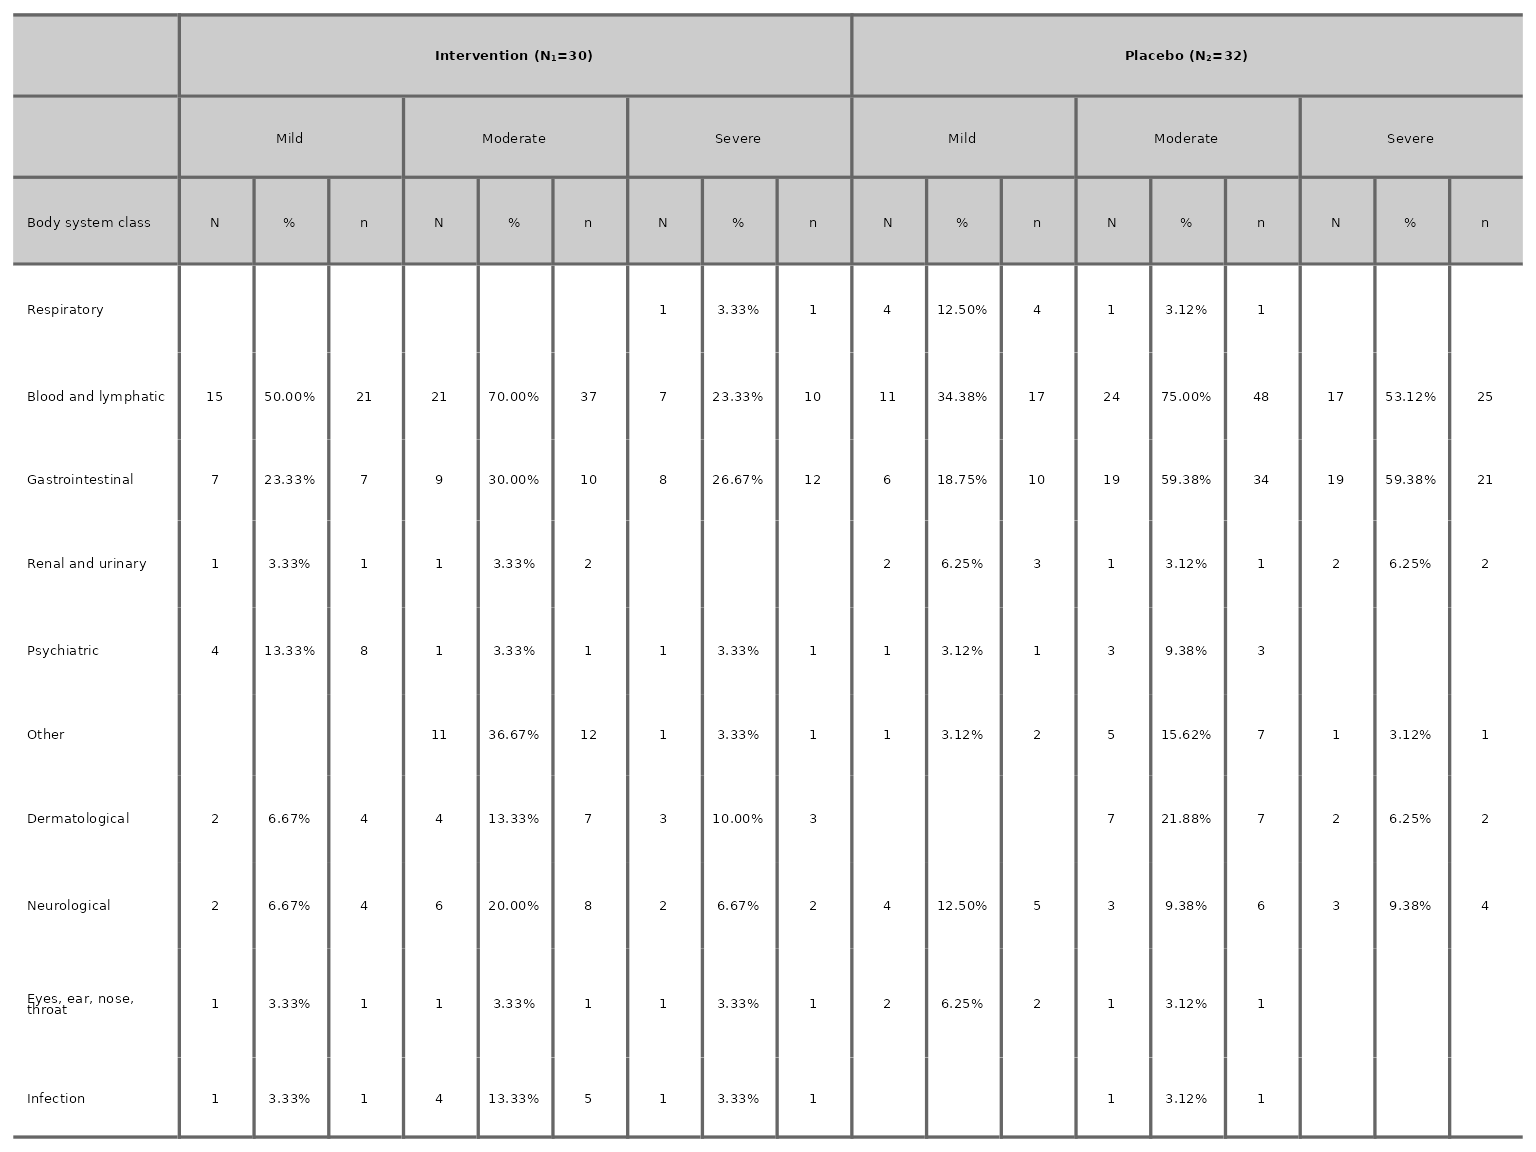 Intervention (N₁=30) Placebo (N₂=32)
Mild Moderate Severe Mild Moderate Severe
Body system class N % n N % n N % n N % n N % n N % n
Respiratory 1 3.33% 1 4 12.50% 4 1 3.12% 1
Blood and lymphatic 15 50.00% 21 21 70.00% 37 7 23.33% 10 11 34.38% 17 24 75.00% 48 17 53.12% 25
Gastrointestinal 7 23.33% 7 9 30.00% 10 8 26.67% 12 6 18.75% 10 19 59.38% 34 19 59.38% 21
Renal and urinary 1 3.33% 1 1 3.33% 2 2 6.25% 3 1 3.12% 1 2 6.25% 2
Psychiatric 4 13.33% 8 1 3.33% 1 1 3.33% 1 1 3.12% 1 3 9.38% 3
Other 11 36.67% 12 1 3.33% 1 1 3.12% 2 5 15.62% 7 1 3.12% 1
Dermatological 2 6.67% 4 4 13.33% 7 3 10.00% 3 7 21.88% 7 2 6.25% 2
Neurological 2 6.67% 4 6 20.00% 8 2 6.67% 2 4 12.50% 5 3 9.38% 6 3 9.38% 4
Eyes, ear, nose,
throat 1 3.33% 1 1 3.33% 1 1 3.33% 1 2 6.25% 2 1 3.12% 1
Infection 1 3.33% 1 4 13.33% 5 1 3.33% 1 1 3.12% 1